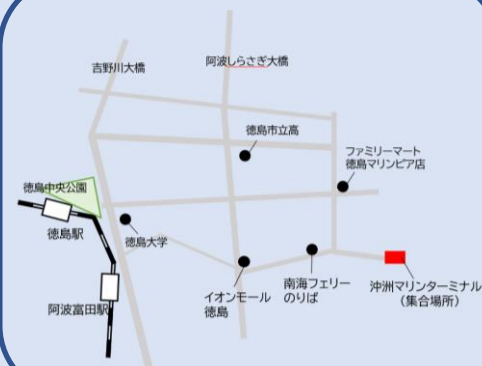 阿波しらさぎ大橋
吉野川大橋
徳島市立高
ファミリーマート
徳島マリンピア店
徳島中央公園
徳島駅
徳島大学
阿波富田駅
イオンモール
徳島
南海フェリー
のりば
沖洲マリンターミナル
(集合場所)